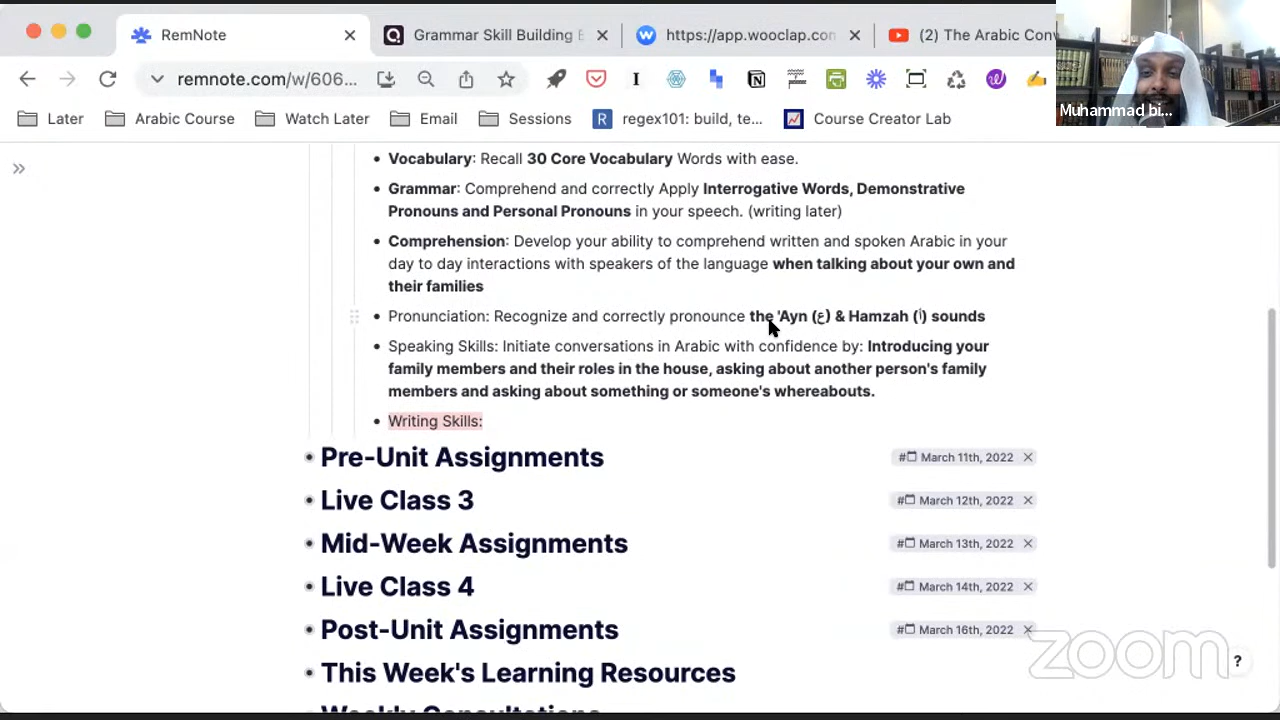 RemNote
Grammar Skill Building E
https://app.wooclap.com
(2) The Arabic Conv
remnote.com/w/606...
Later
Arabic Course
Watch Later
Email
Sessions
R
regex101: build, te...
Course Creator Lab
Muhammad bi...
• Vocabulary: Recall 30 Core Vocabulary Words with ease.
• Grammar: Comprehend and correctly Apply Interrogative Words, Demonstrative
Pronouns and Personal Pronouns in your speech. (writing later)
• Comprehension: Develop your ability to comprehend written and spoken Arabic in your
day to day interactions with speakers of the language when talking about your own and
their families
• Pronunciation: Recognize and correctly pronounce the 'Ayn (ع) & Hamzah (أ) sounds
• Speaking Skills: Initiate conversations in Arabic with confidence by: Introducing your
family members and their roles in the house, asking about another person's family
members and asking about something or someone's whereabouts.
• Writing Skills:
• Pre-Unit Assignments #March 11th, 2022 ×
• Live Class 3 #March 12th, 2022 ×
• Mid-Week Assignments #March 13th, 2022 ×
• Live Class 4 #March 14th, 2022 ×
• Post-Unit Assignments #March 16th, 2022 ×
• This Week's Learning Resources
• Weekly Consultations
zoom
?